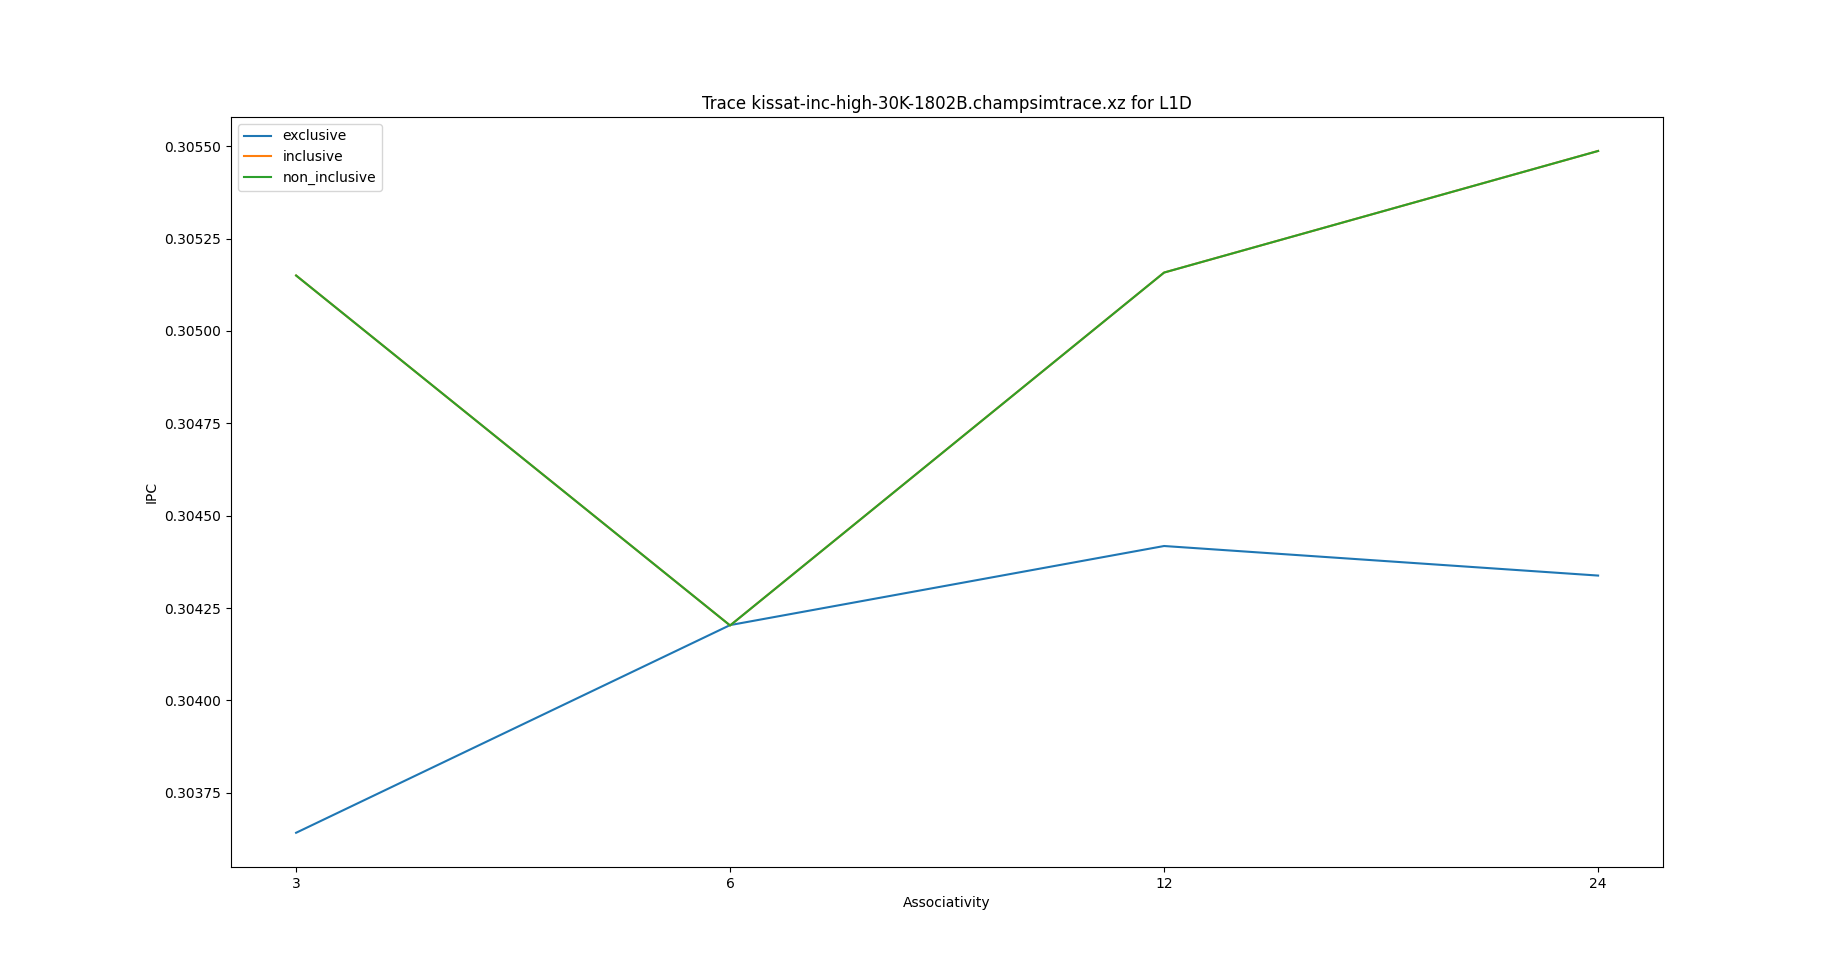 Trace kissat-inc-high-30K-1802B.champsimtrace.xz for L1D
exclusive
inclusive
non_inclusive
0.30550
0.30525
0.30500
0.30475
0.30450
0.30425
0.30400
0.30375
IPC
3 6 12 24
Associativity